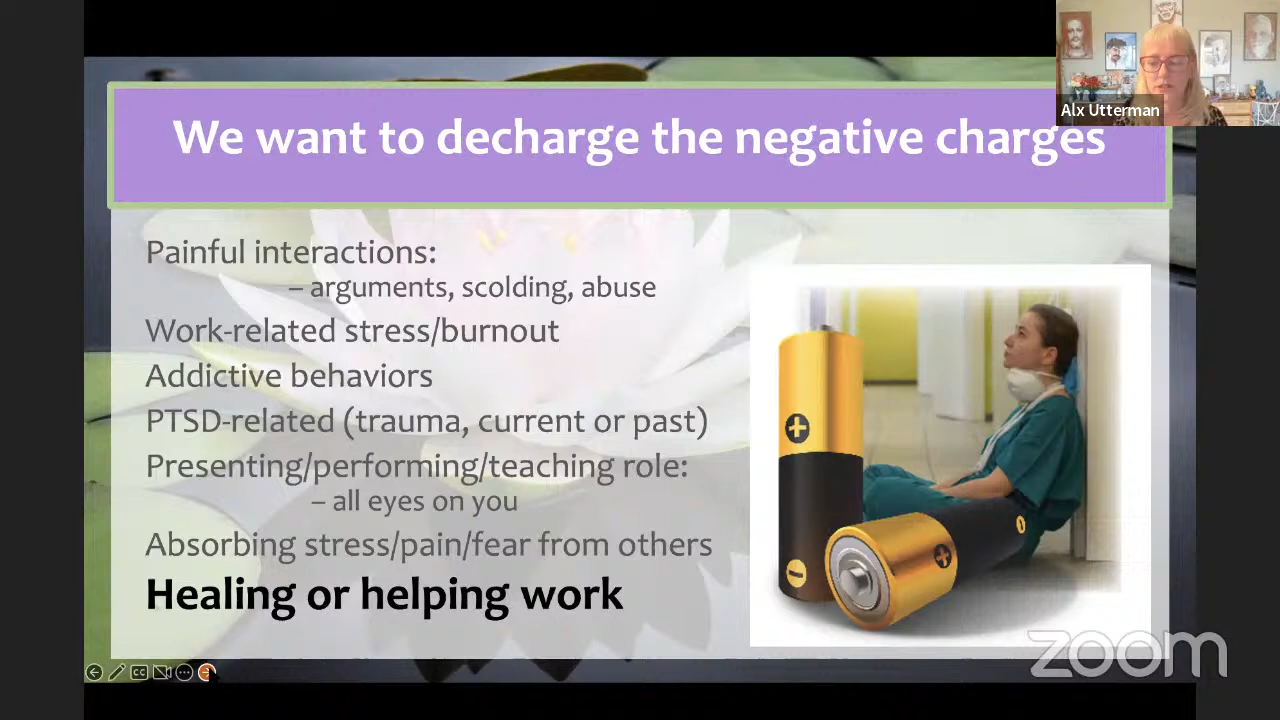 We want to decharge the negative charges
Alx Utterman
Painful interactions:
– arguments, scolding, abuse
Work-related stress/burnout
Addictive behaviors
PTSD-related (trauma, current or past)
Presenting/performing/teaching role:
– all eyes on you
Absorbing stress/pain/fear from others
Healing or helping work
zoom
CC